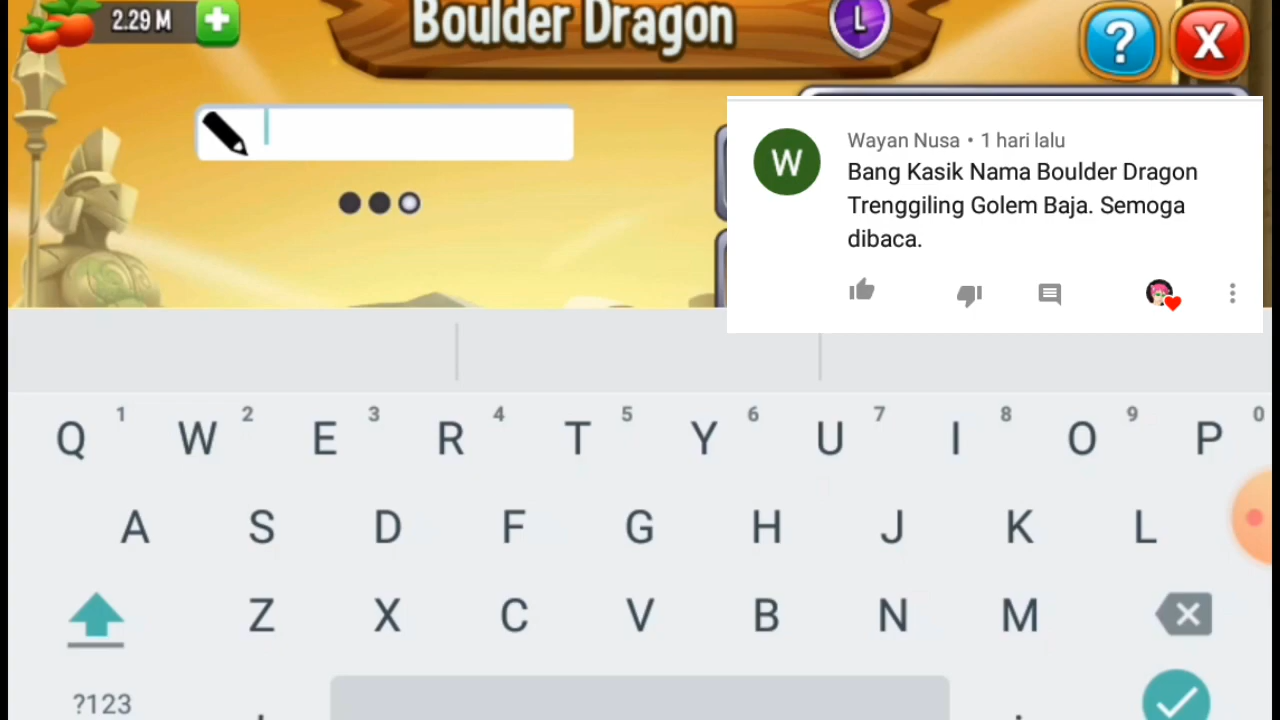 2.29 M
Boulder Dragon
L
?
X
W
Wayan Nusa • 1 hari lalu
Bang Kasik Nama Boulder Dragon
Trenggiling Golem Baja. Semoga
dibaca.
1 2 3 4 5 6 7 8 9 0
Q W E R T Y U I O P
A S D F G H J K L
Z X C V B N M
?123